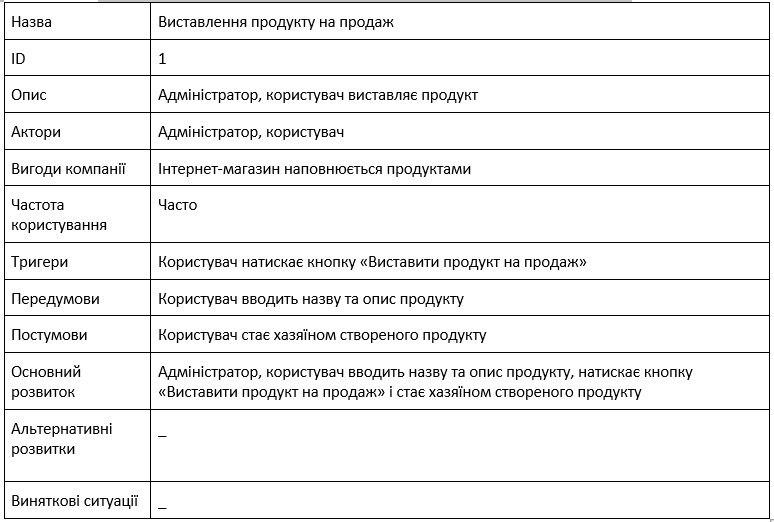 Назва
Виставлення продукту на продаж
ID
1
Опис
Адміністратор, користувач виставляє продукт
Актори
Адміністратор, користувач
Вигоди компанії
Інтернет-магазин наповнюється продуктами
Частота
користування
Часто
Тригери
Користувач натискає кнопку «Виставити продукт на продаж»
Передумови
Користувач вводить назву та опис продукту
Постумови
Користувач стає хазяїном створеного продукту
Основний
розвиток
Адміністратор, користувач вводить назву та опис продукту, натискає кнопку
«Виставити продукт на продаж» і стає хазяїном створеного продукту
Альтернативні
розвитки
_
Виняткові ситуації
_